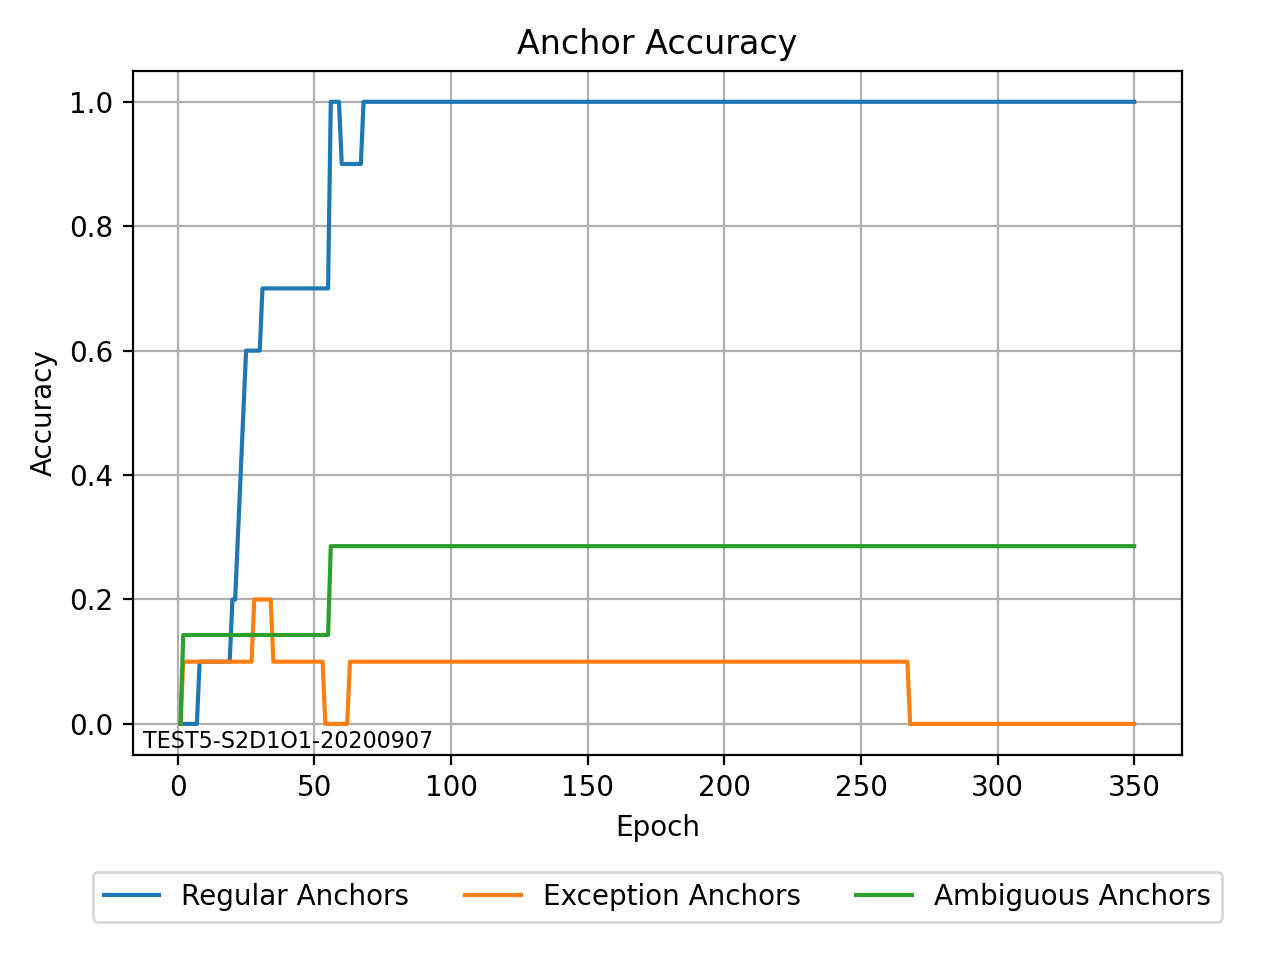 Anchor Accuracy
Accuracy
1.0
0.8
0.6
0.4
0.2
0.0
TEST5-S2D1O1-20200907
0 50 100 150 200 250 300 350
Epoch
Regular Anchors Exception Anchors Ambiguous Anchors